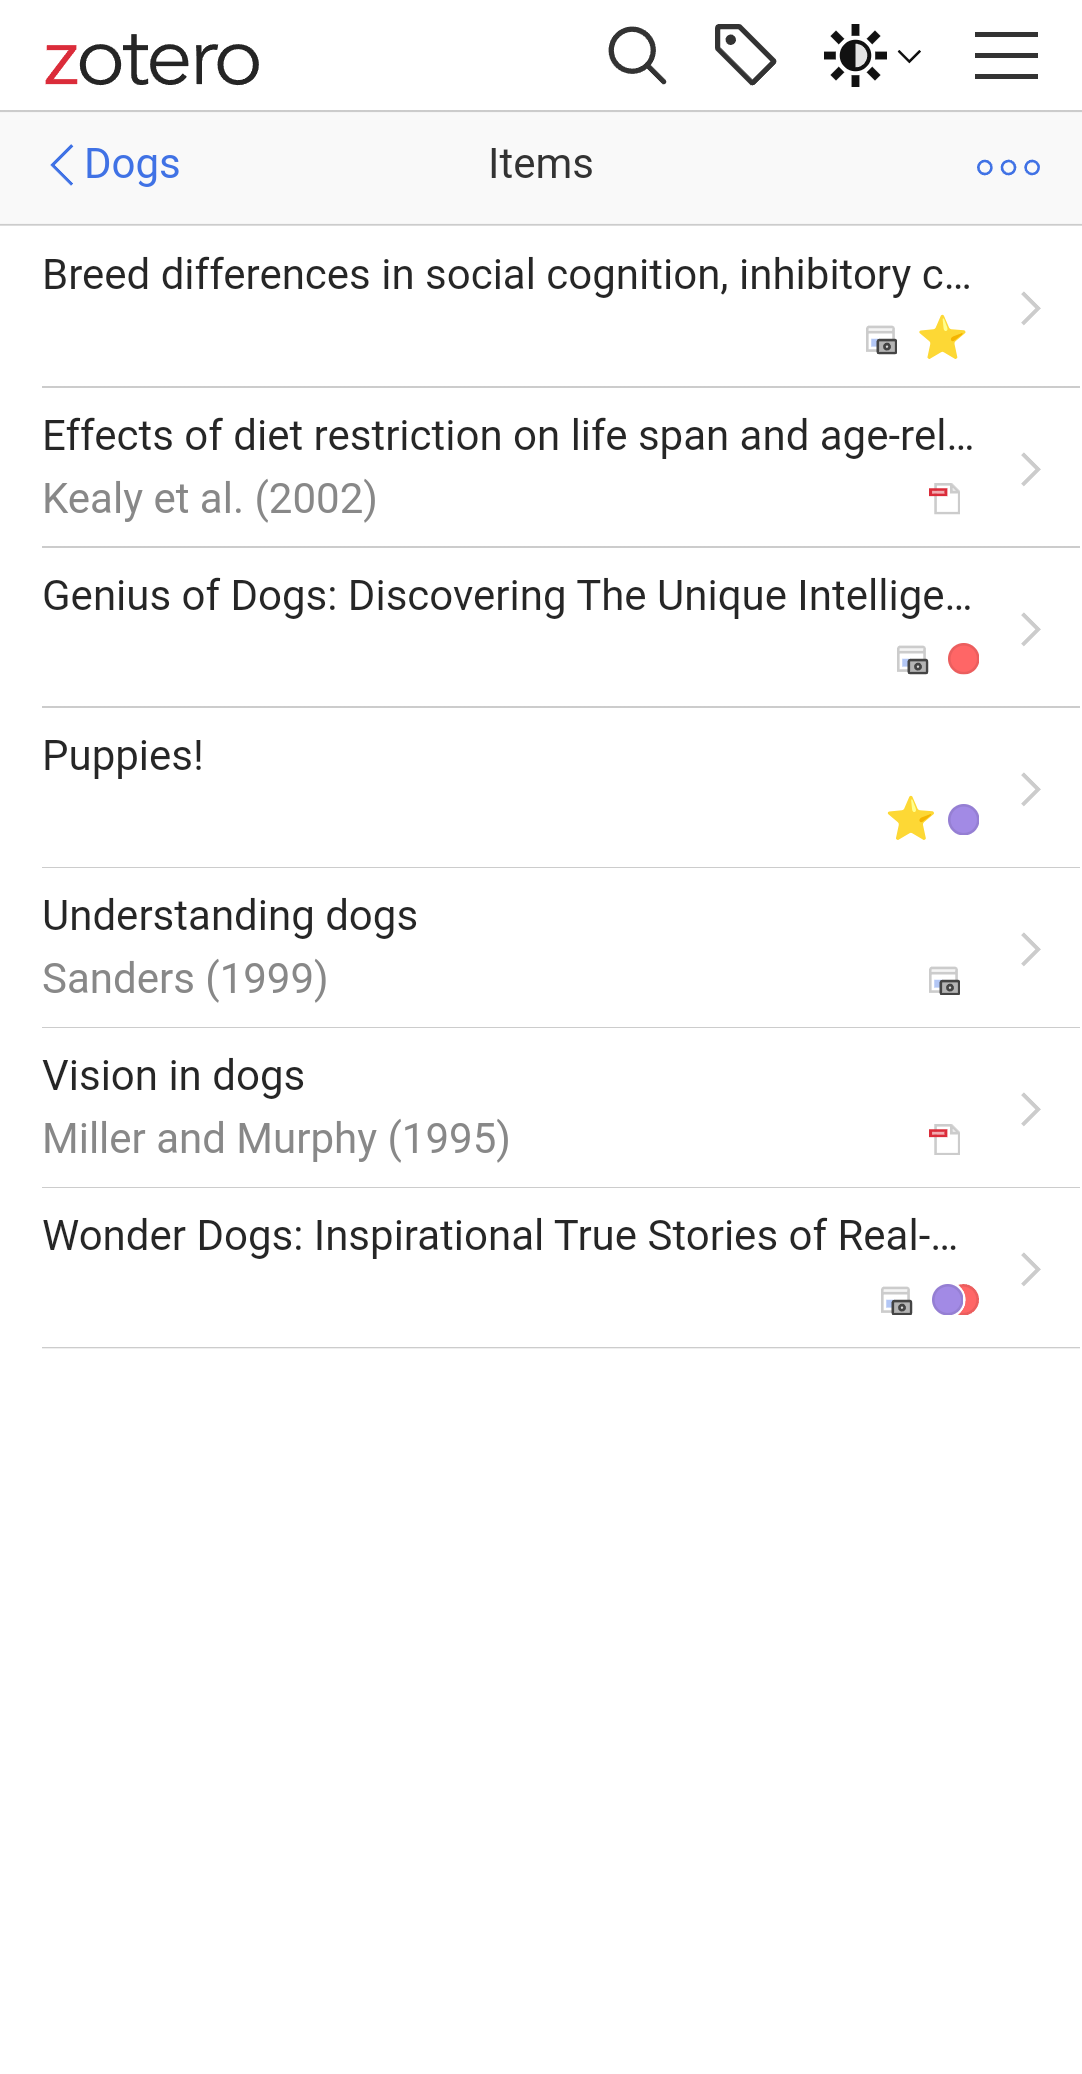 zotero
Dogs
Items
Breed differences in social cognition, inhibitory c...
Effects of diet restriction on life span and age-rel...
Kealy et al. (2002)
Genius of Dogs: Discovering The Unique Intellige...
Puppies!
Understanding dogs
Sanders (1999)
Vision in dogs
Miller and Murphy (1995)
Wonder Dogs: Inspirational True Stories of Real-...